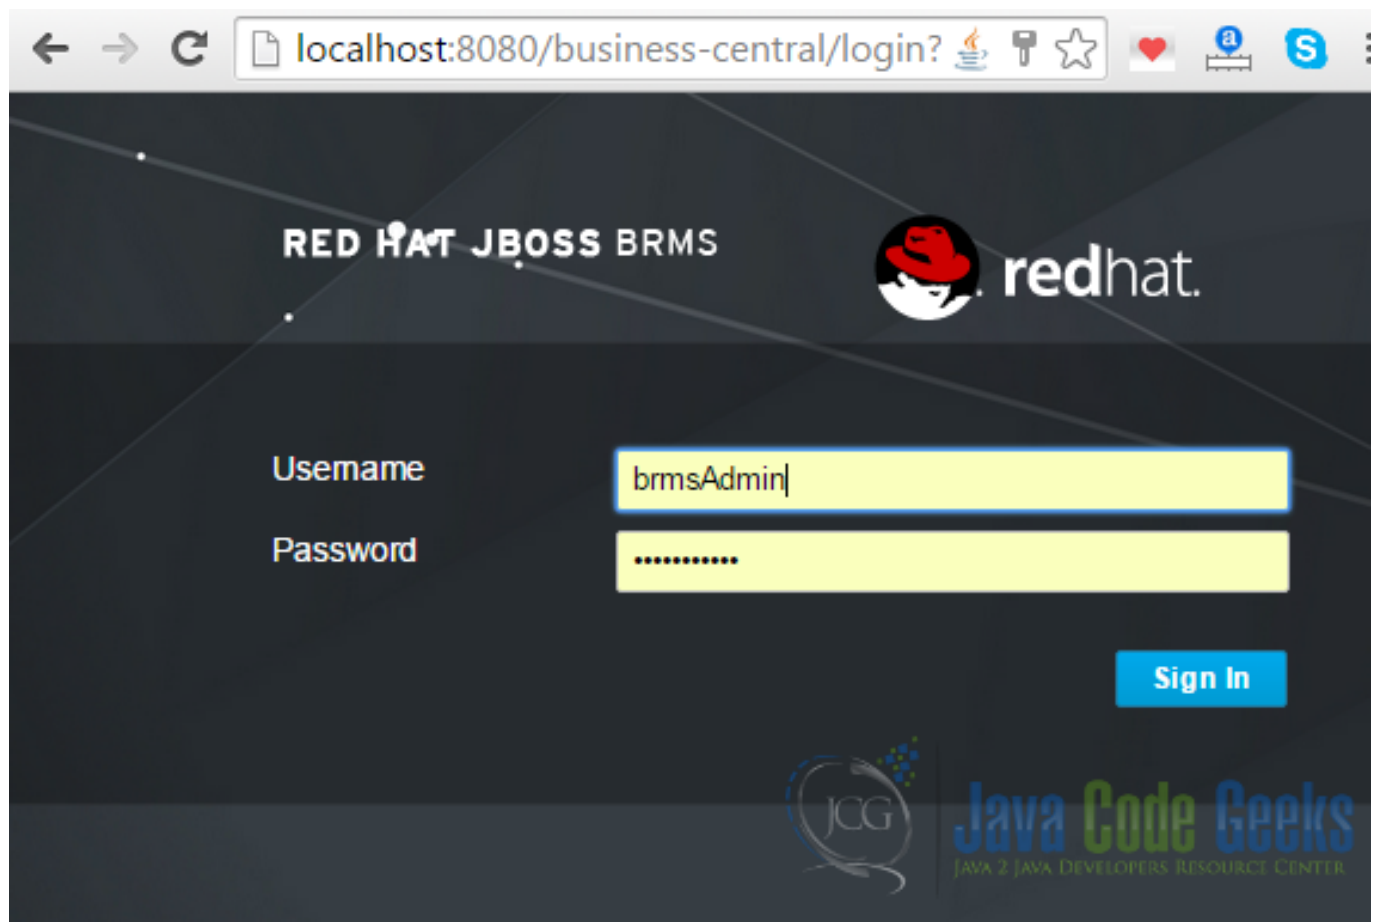 localhost:8080/business-central/login?
a
S
RED HAT JBOSS BRMS
redhat.
Username
brmsAdmin
Password
•••••••••••
Sign In
JCG
Java Code Geeks
JAVA 2 JAVA DEVELOPERS RESOURCE CENTER